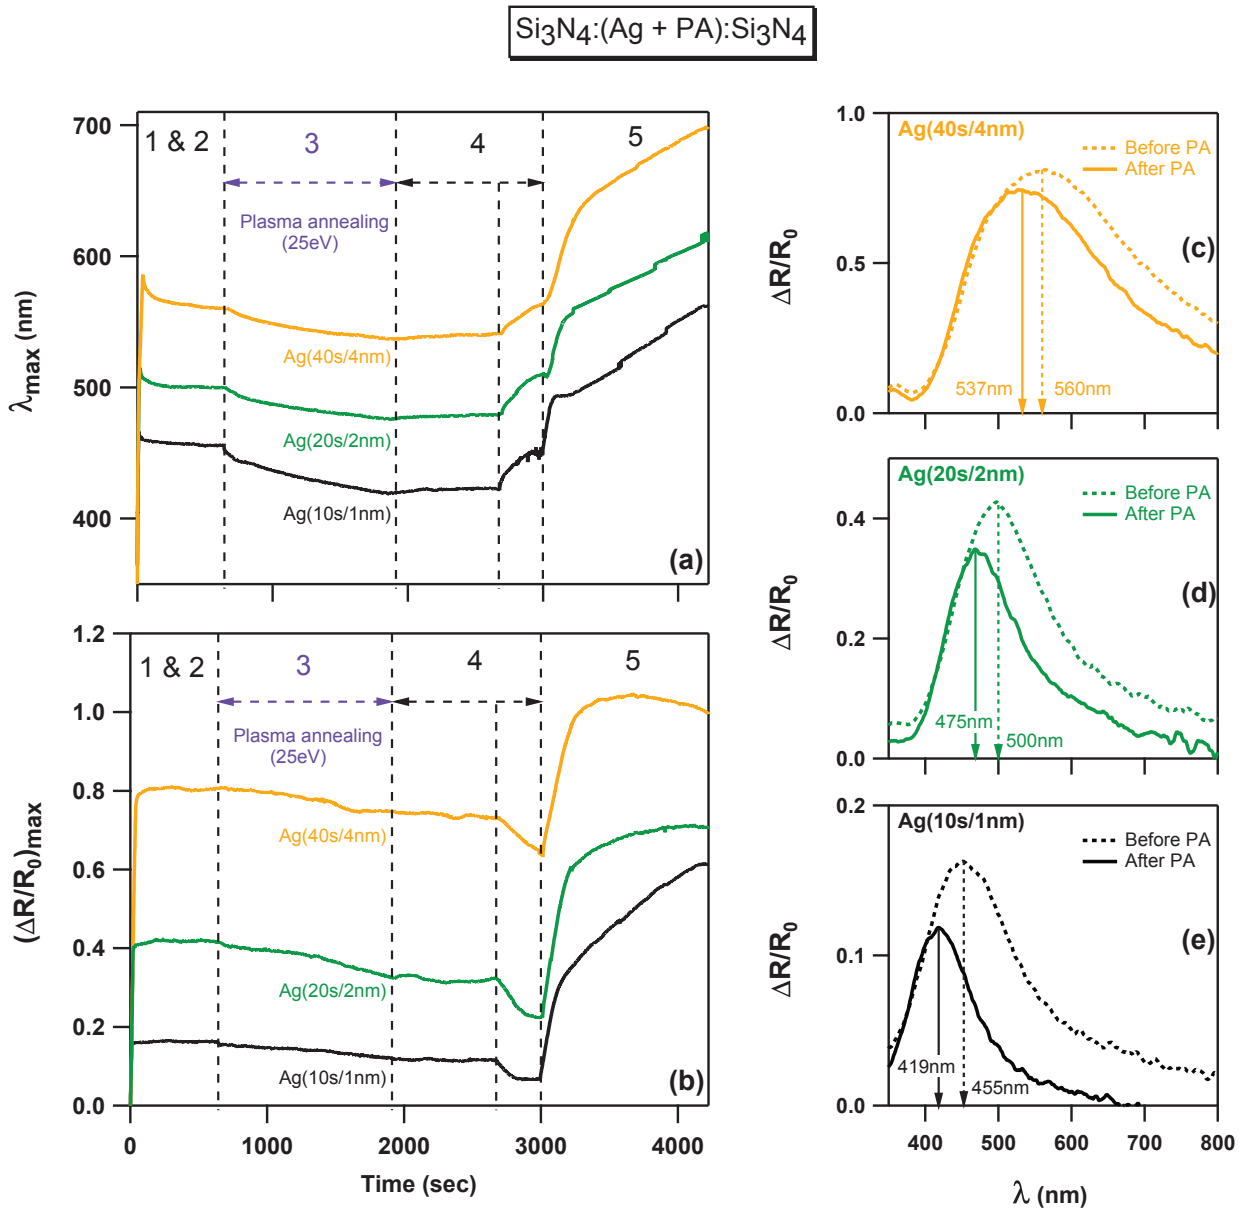 Si3N4:(Ag + PA):Si3N4
700
600
500
400
λmax (nm)
1 & 2
3
4
5
Plasma annealing
(25eV)
Ag(40s/4nm)
Ag(20s/2nm)
Ag(10s/1nm)
(a)
1.2
1.0
0.8
0.6
0.4
0.2
0.0
(ΔR/R0)max
1 & 2
3
4
5
Plasma annealing
(25eV)
Ag(40s/4nm)
Ag(20s/2nm)
Ag(10s/1nm)
(b)
0
1000
2000
3000
4000
Time (sec)
1.0
0.5
0.0
ΔR/R0
Ag(40s/4nm)
Before PA
After PA
(c)
537nm
560nm
0.4
0.2
0.0
ΔR/R0
Ag(20s/2nm)
Before PA
After PA
(d)
475nm
500nm
0.2
0.1
0.0
ΔR/R0
Ag(10s/1nm)
Before PA
After PA
(e)
419nm
455nm
400
500
600
700
800
λ (nm)